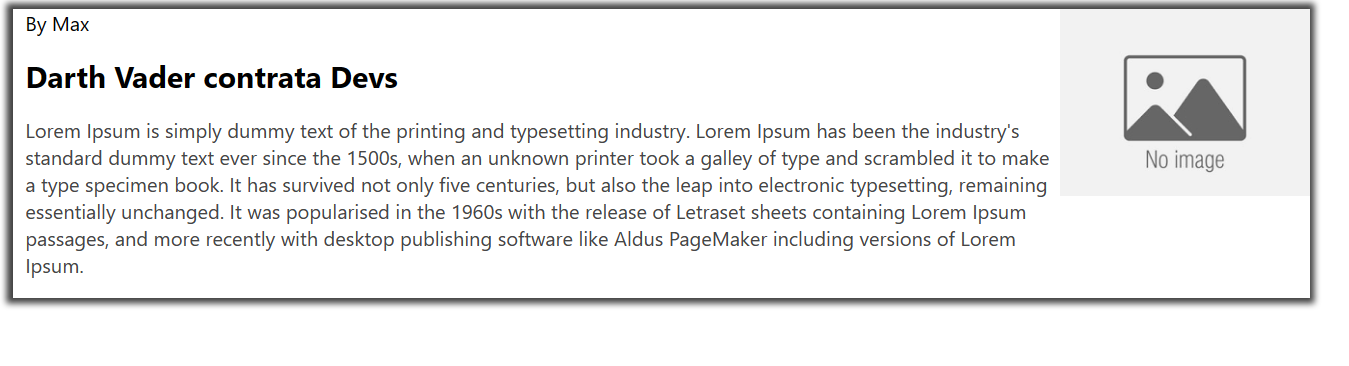 By Max
Darth Vader contrata Devs
Lorem Ipsum is simply dummy text of the printing and typesetting industry. Lorem Ipsum has been the industry's
standard dummy text ever since the 1500s, when an unknown printer took a galley of type and scrambled it to make
a type specimen book. It has survived not only five centuries, but also the leap into electronic typesetting, remaining
essentially unchanged. It was popularised in the 1960s with the release of Letraset sheets containing Lorem Ipsum
passages, and more recently with desktop publishing software like Aldus PageMaker including versions of Lorem
Ipsum.
No image